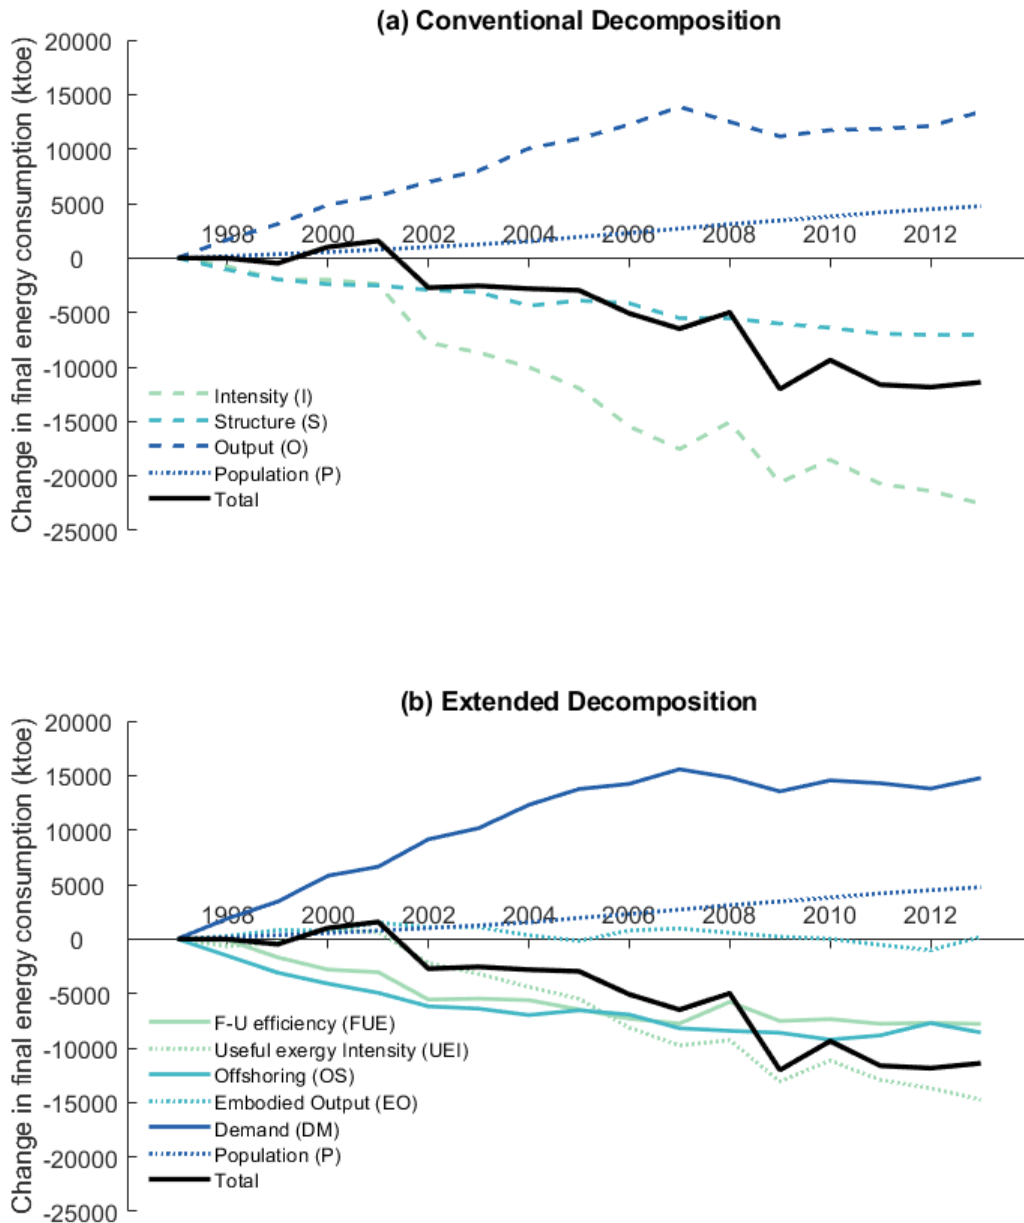 (a) Conventional Decomposition
Change in final energy consumption (ktoe)
20000
15000
10000
5000
0
-5000
-10000
-15000
-20000
-25000
1998 2000 2002 2004 2006 2008 2010 2012
Intensity (I)
Structure (S)
Output (O)
Population (P)
Total
(b) Extended Decomposition
Change in final energy consumption (ktoe)
20000
15000
10000
5000
0
-5000
-10000
-15000
-20000
-25000
1998 2000 2002 2004 2006 2008 2010 2012
F-U efficiency (FUE)
Useful exergy Intensity (UEI)
Offshoring (OS)
Embodied Output (EO)
Demand (DM)
Population (P)
Total